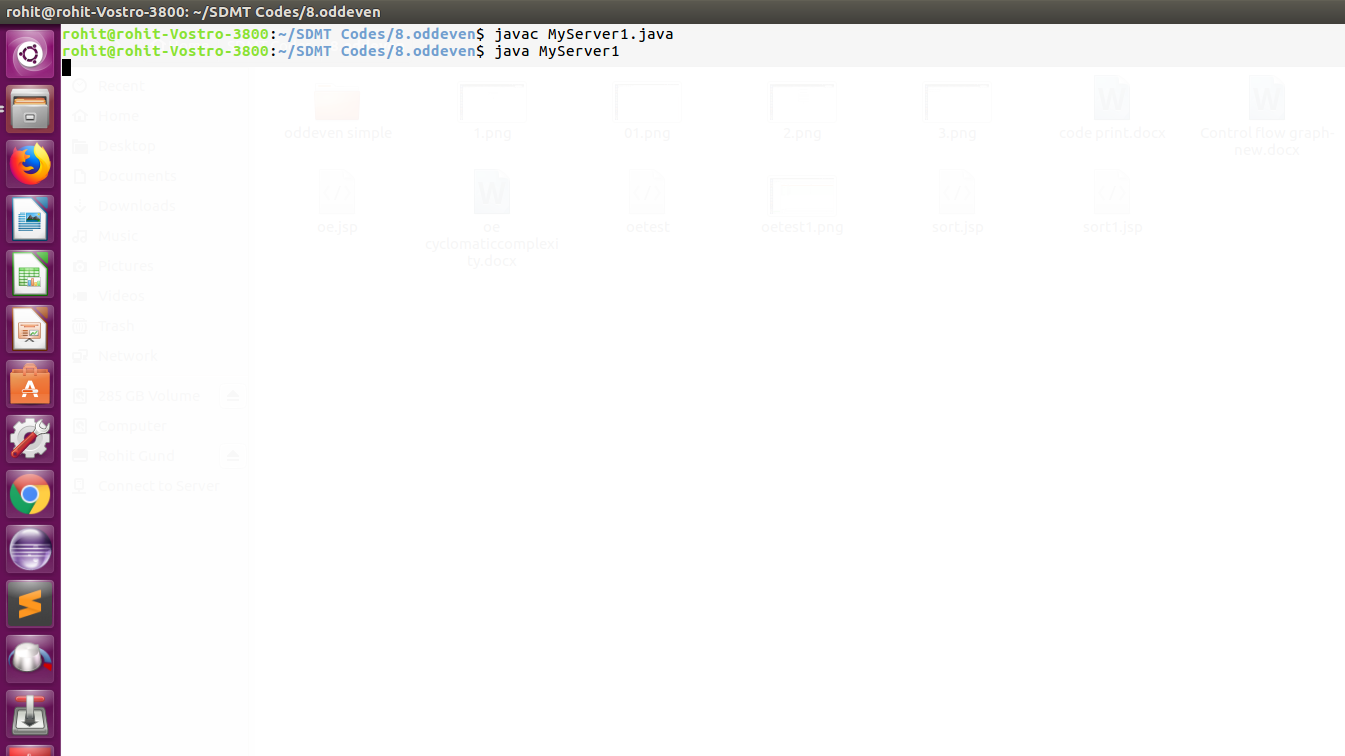 rohit@rohit-Vostro-3800: ~/SDMT Codes/8.oddeven
rohit@rohit-Vostro-3800:~/SDMT Codes/8.oddeven$ javac MyServer1.java
rohit@rohit-Vostro-3800:~/SDMT Codes/8.oddeven$ java MyServer1
Recent
Home
Desktop
Documents
Downloads
Music
Pictures
Videos
Trash
Network
285 GB Volume
Computer
Rohit Gund
Connect to Server
oddeven simple
1.png
01.png
2.png
3.png
code print.docx
Control flow graph-
new.docx
oe.jsp
oe
cyclomaticcomplexi
ty.docx
oetest
oetest1.png
sort.jsp
sort1.jsp